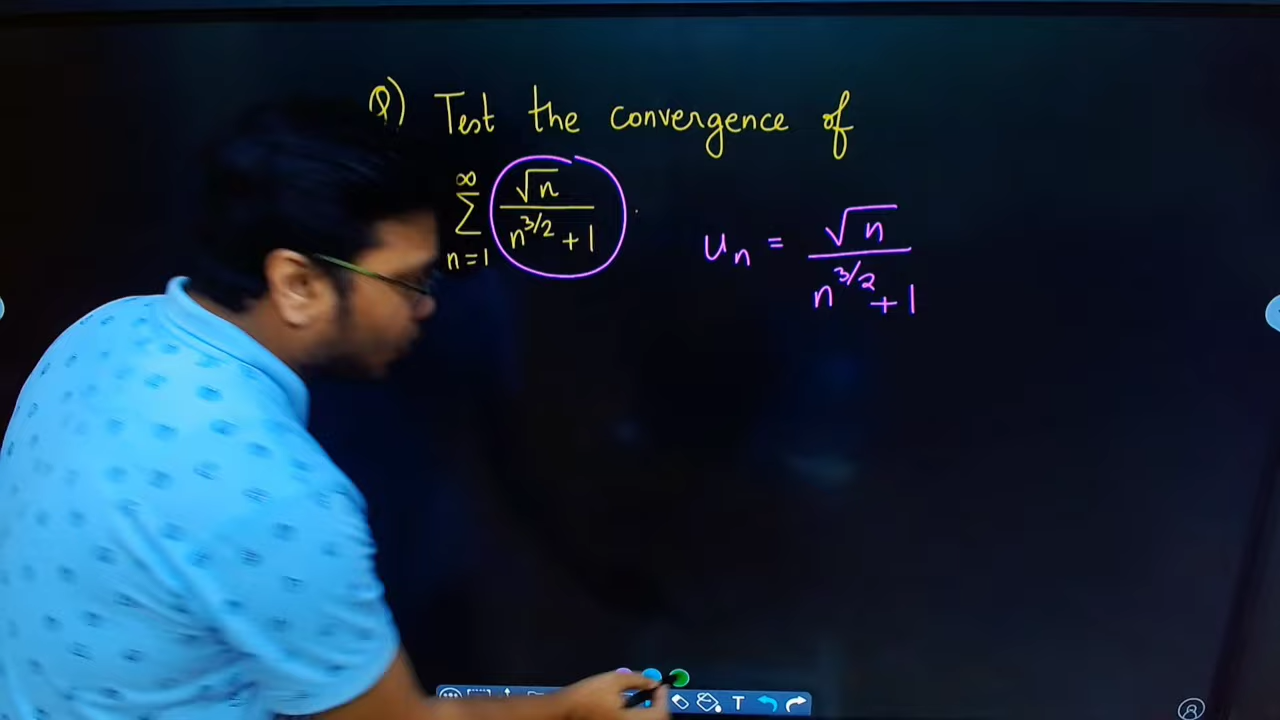 Q) Test the convergence of
∞ Σ n=1 √n / n^3/2 + 1
u_n = √n / n^3/2 + 1
T